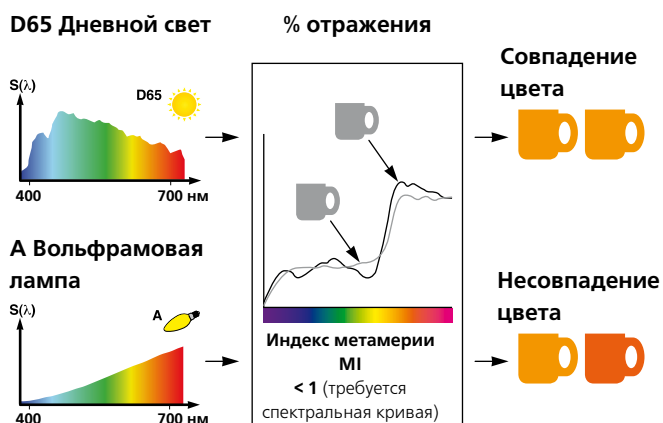 D65 Дневной свет
% отражения
Совпадение
цвета
S(λ)
D65
400
700 нм
А Вольфрамовая
лампа
S(λ)
A
400
700 нм
Индекс метамерии
MI
< 1 (требуется
спектральная кривая)
Несовпадение
цвета